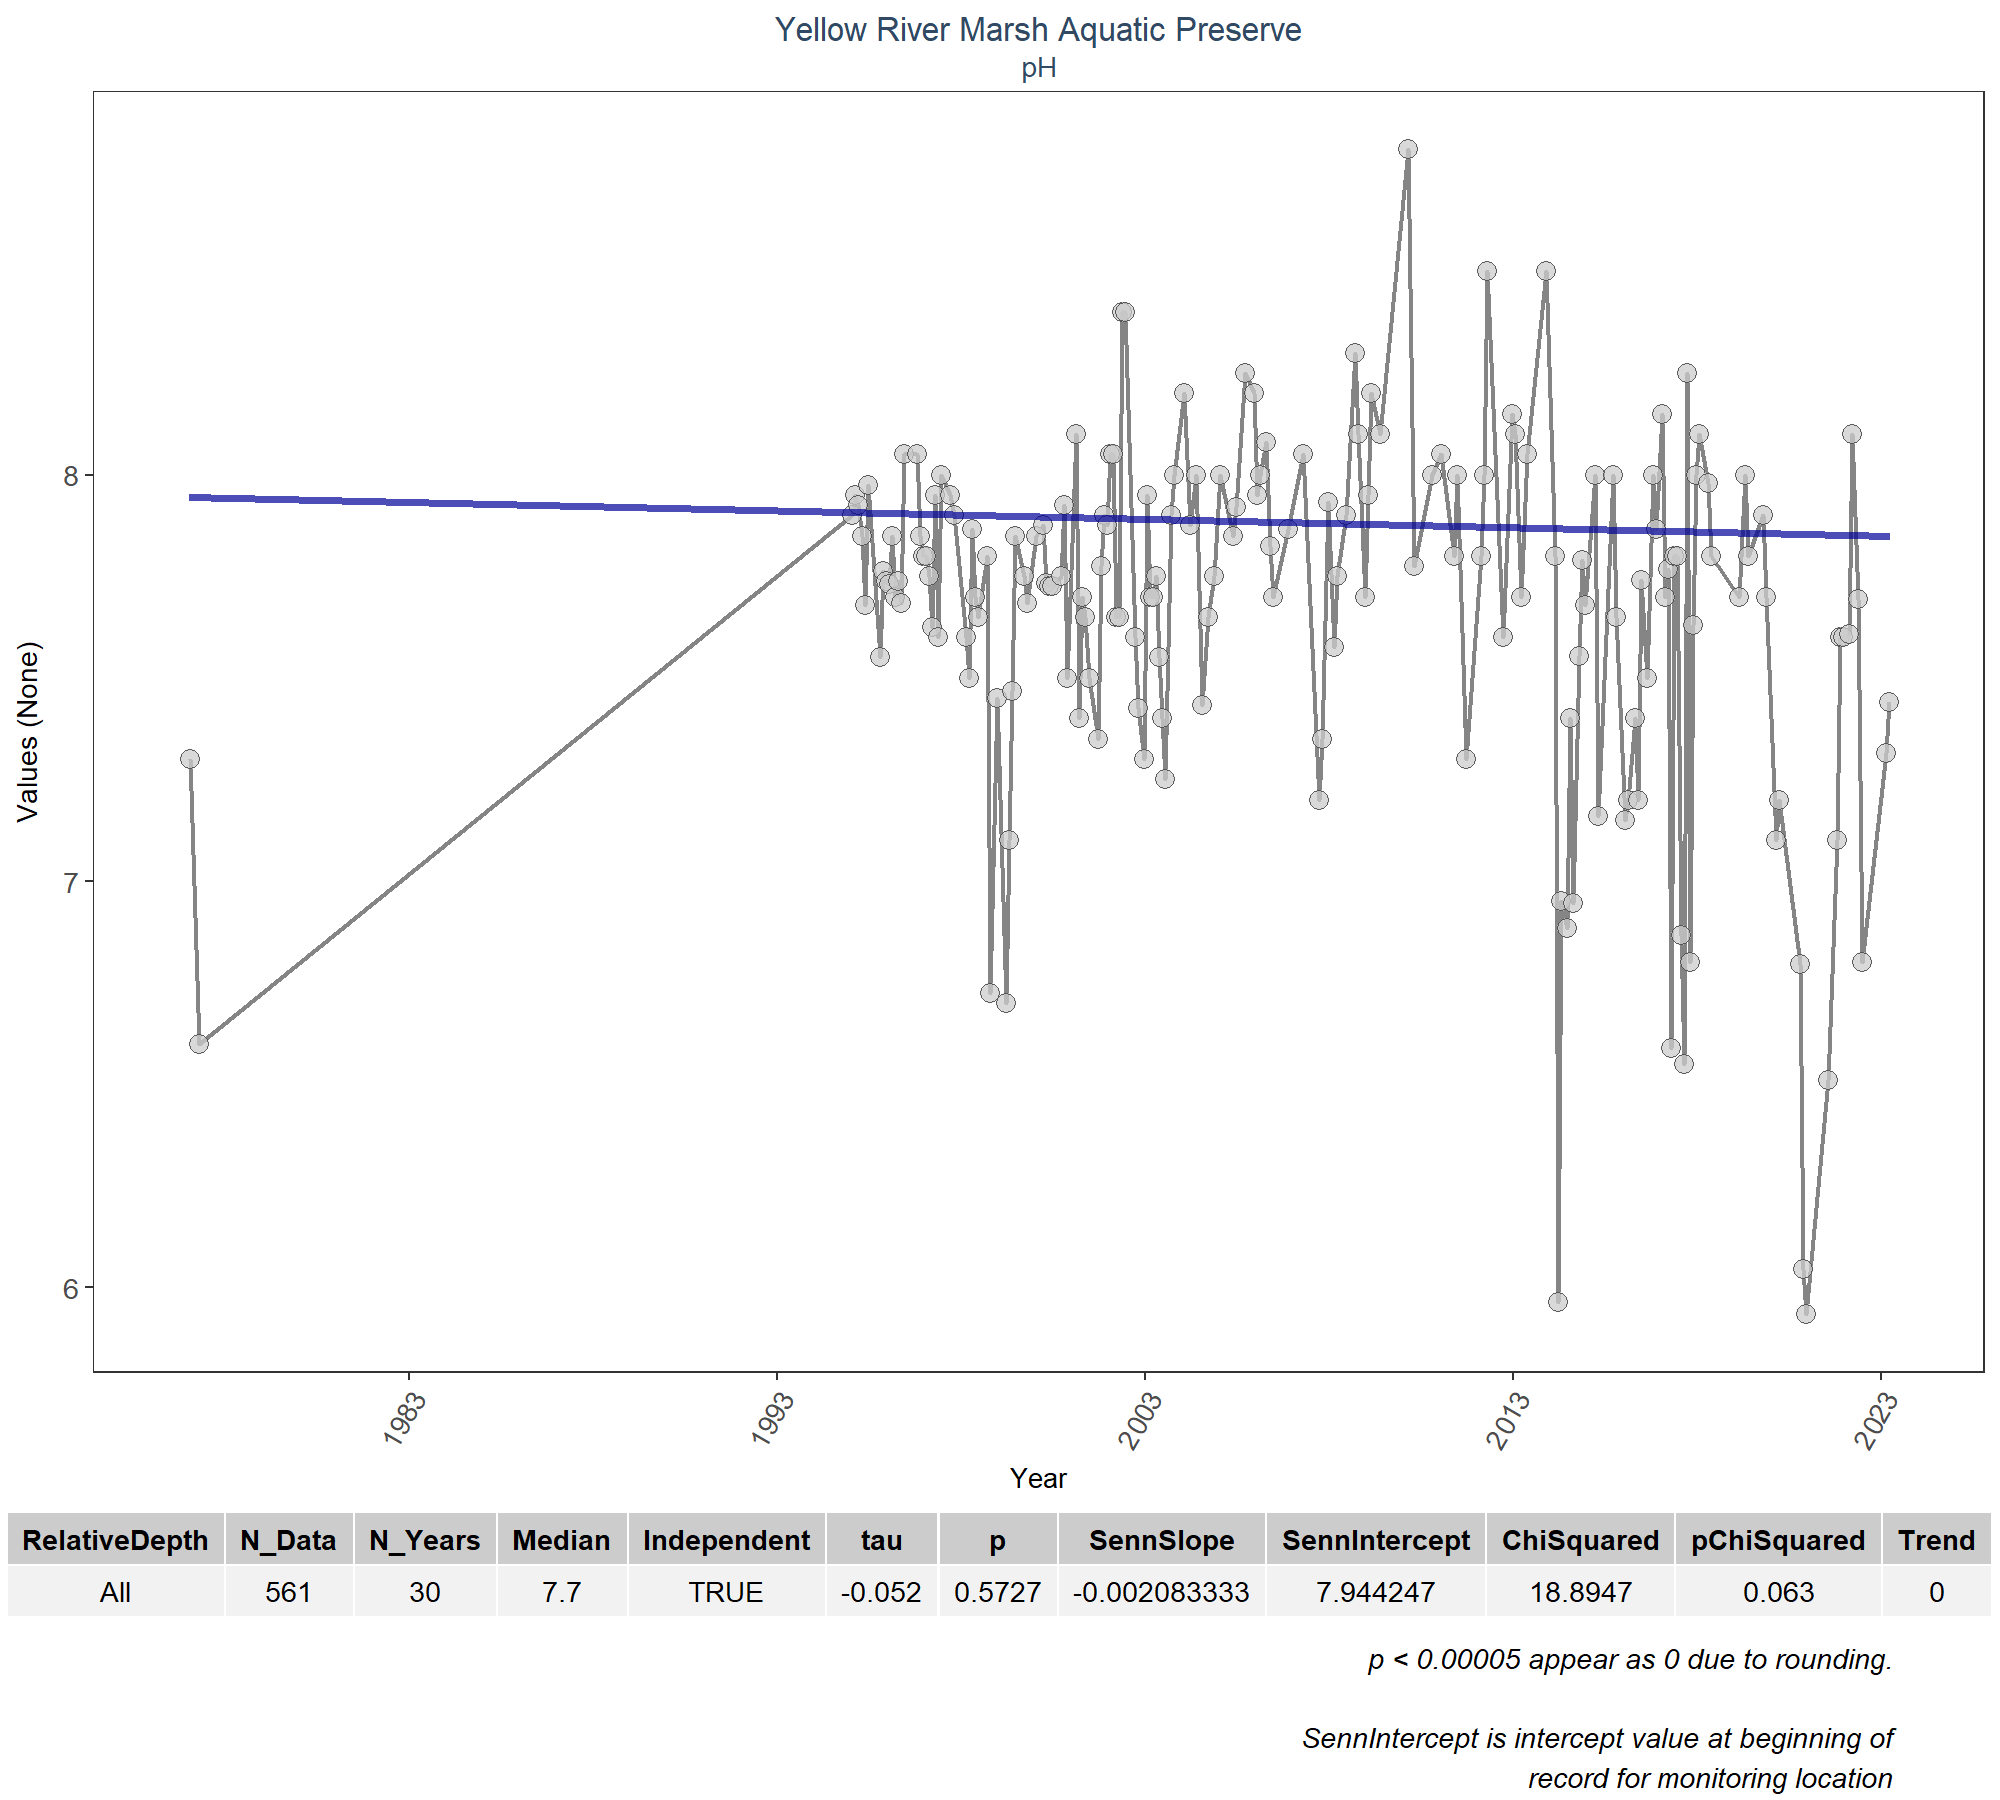 Yellow River Marsh Aquatic Preserve
pH
Values (None)
8
7
6
1983
1993
2003
2013
2023
Year
RelativeDepth N_Data N_Years Median Independent tau p SennSlope SennIntercept ChiSquared pChiSquared Trend
All 561 30 7.7 TRUE -0.052 0.5727 -0.002083333 7.944247 18.8947 0.063 0
p < 0.00005 appear as 0 due to rounding.
SennIntercept is intercept value at beginning of
record for monitoring location